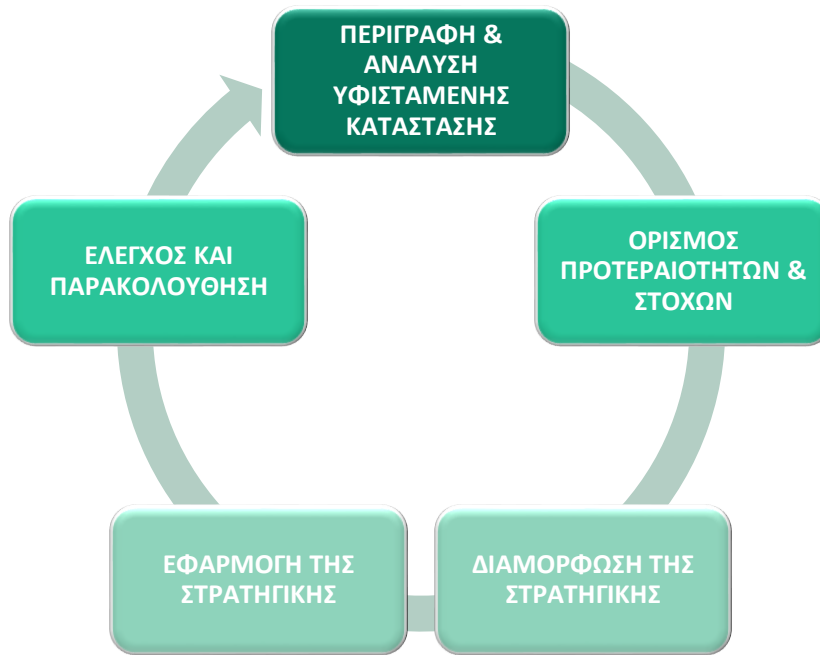 ΠΕΡΙΓΡΑΦΗ &
ΑΝΑΛΥΣΗ
ΥΦΙΣΤΑΜΕΝΗΣ
ΚΑΤΑΣΤΑΣΗΣ
ΟΡΙΣΜΟΣ
ΠΡΟΤΕΡΑΙΟΤΗΤΩΝ &
ΣΤΟΧΩΝ
ΔΙΑΜΟΡΦΩΣΗ ΤΗΣ
ΣΤΡΑΤΗΓΙΚΗΣ
ΕΦΑΡΜΟΓΗ ΤΗΣ
ΣΤΡΑΤΗΓΙΚΗΣ
ΕΛΕΓΧΟΣ ΚΑΙ
ΠΑΡΑΚΟΛΟΥΘΗΣΗ